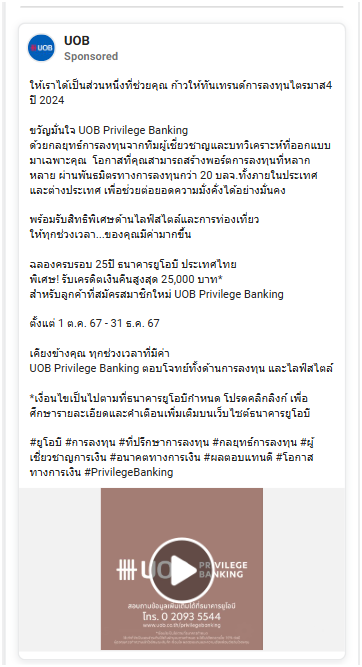 UOB
UOB
Sponsored
ให้เราได้เป็นส่วนหนึ่งที่ช่วยคุณ ก้าวให้ทันเทรนด์การลงทุนไตรมาส4
ปี 2024
ขวัญมั่นใจ UOB Privilege Banking
ด้วยกลยุทธ์การลงทุนจากทีมผู้เชี่ยวชาญและบทวิเคราะห์ที่ออกแบบ
มาเฉพาะคุณ โอกาสที่คุณสามารถสร้างพอร์ตการลงทุนที่หลาก
หลาย ผ่านพันธมิตรทางการลงทุนกว่า 20 บลจ.ทั้งภายในประเทศ
และต่างประเทศ เพื่อช่วยต่อยอดความมั่งคั่งได้อย่างมั่นคง
พร้อมรับสิทธิพิเศษด้านไลฟ์สไตล์และการท่องเที่ยว
ให้ทุกช่วงเวลา...ของคุณมีค่ามากขึ้น
ฉลองครบรอบ 25ปี ธนาคารยูโอบี ประเทศไทย
พิเศษ! รับเครดิตเงินคืนสูงสุด 25,000 บาท*
สำหรับลูกค้าที่สมัครสมาชิกใหม่ UOB Privilege Banking
ตั้งแต่ 1 ต.ค. 67 - 31 ธ.ค. 67
เคียงข้างคุณ ทุกช่วงเวลาที่มีค่า
UOB Privilege Banking ตอบโจทย์ทั้งด้านการลงทุน และไลฟ์สไตล์
*เงื่อนไขเป็นไปตามที่ธนาคารยูโอบีกำหนด โปรดคลิกลิงก์ เพื่อ
ศึกษารายละเอียดและคำเตือนเพิ่มเติมบนเว็บไซต์ธนาคารยูโอบี
#ยูโอบี #การลงทุน #ที่ปรึกษาการลงทุน #กลยุทธ์การลงทุน #ผู้
เชี่ยวชาญการเงิน #อนาคตทางการเงิน #ผลตอบแทนดี #โอกาส
ทางการเงิน #PrivilegeBanking
UOB PRIVILEGE
BANKING
สอบถามข้อมูลเพิ่มเติมได้ที่ธนาคารยูโอบี
โทร. 0 2093 5544
www.uob.co.th/privilegebanking